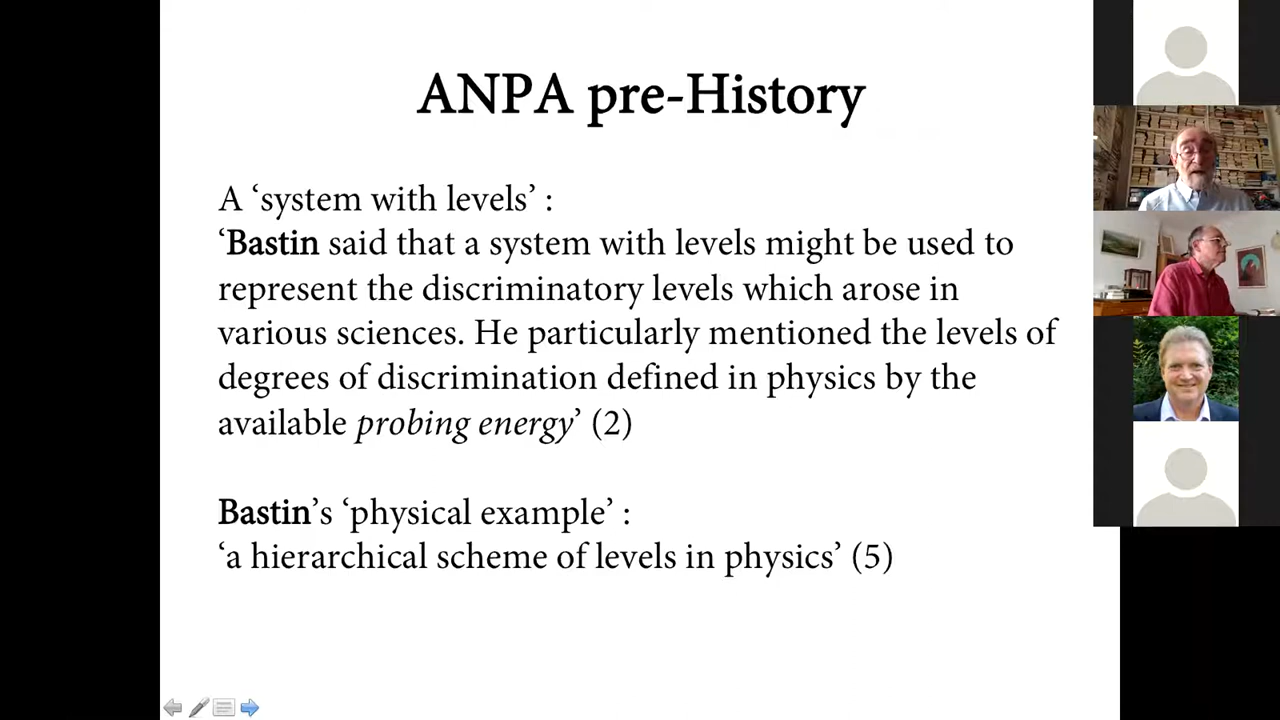 ANPA pre-History
A ‘system with levels’ :
‘Bastin said that a system with levels might be used to
represent the discriminatory levels which arose in
various sciences. He particularly mentioned the levels of
degrees of discrimination defined in physics by the
available probing energy’ (2)
Bastin’s ‘physical example’ :
‘a hierarchical scheme of levels in physics’ (5)